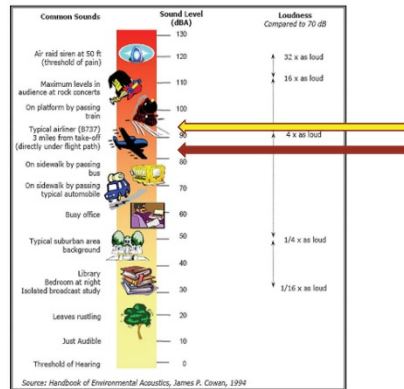 Common Sounds
Sound Level
(dBA)
Loudness
Compared to 70 dB
130
Air raid siren at 50 ft
(threshold of pain)
120
32 x as loud
Maximum levels in
audience at rock concerts
110
16 x as loud
On platform by passing
train
100
Typical airliner (B737)
3 miles from take-off
(directly under flight path)
90
4 x as loud
80
On sidewalk by passing
bus
70
On sidewalk by passing
typical automobile
60
Busy office
50
Typical suburban area
background
1/4 x as loud
40
Library
Bedroom at night
Isolated broadcast study
30
1/16 x as loud
20
Leaves rustling
Just Audible
10
Threshold of Hearing
0
Source: Handbook of Environmental Acoustics, James P. Cowan, 1994